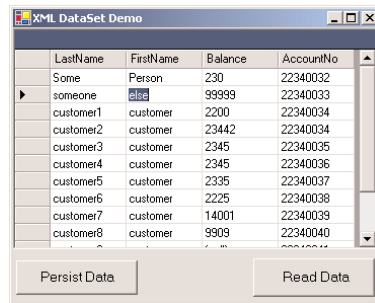 XML DataSet Demo
LastName FirstName Balance AccountNo
Some Person 230 22340032
someone else 99999 22340033
customer1 customer 2200 22340034
customer2 customer 23442 22340034
customer3 customer 2345 22340035
customer4 customer 2345 22340036
customer5 customer 2335 22340037
customer6 customer 2225 22340038
customer7 customer 14001 22340039
customer8 customer 9909 22340040
Persist Data Read Data